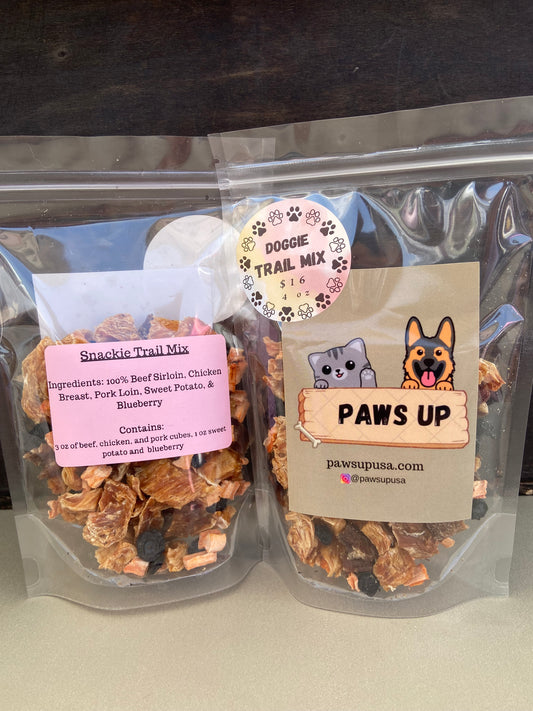 Snackie Trail Mix
Ingredients: 100% Beef Sirloin, Chicken
Breast, Pork Loin, Sweet Potato, &
Blueberry
Contains:
3 oz of beef, chicken, and pork cubes, 1 oz sweet
potato and blueberry
DOGGIE
TRAIL MIX
$16
4 oz
PAWS UP
pawsupusa.com
@pawsupusa